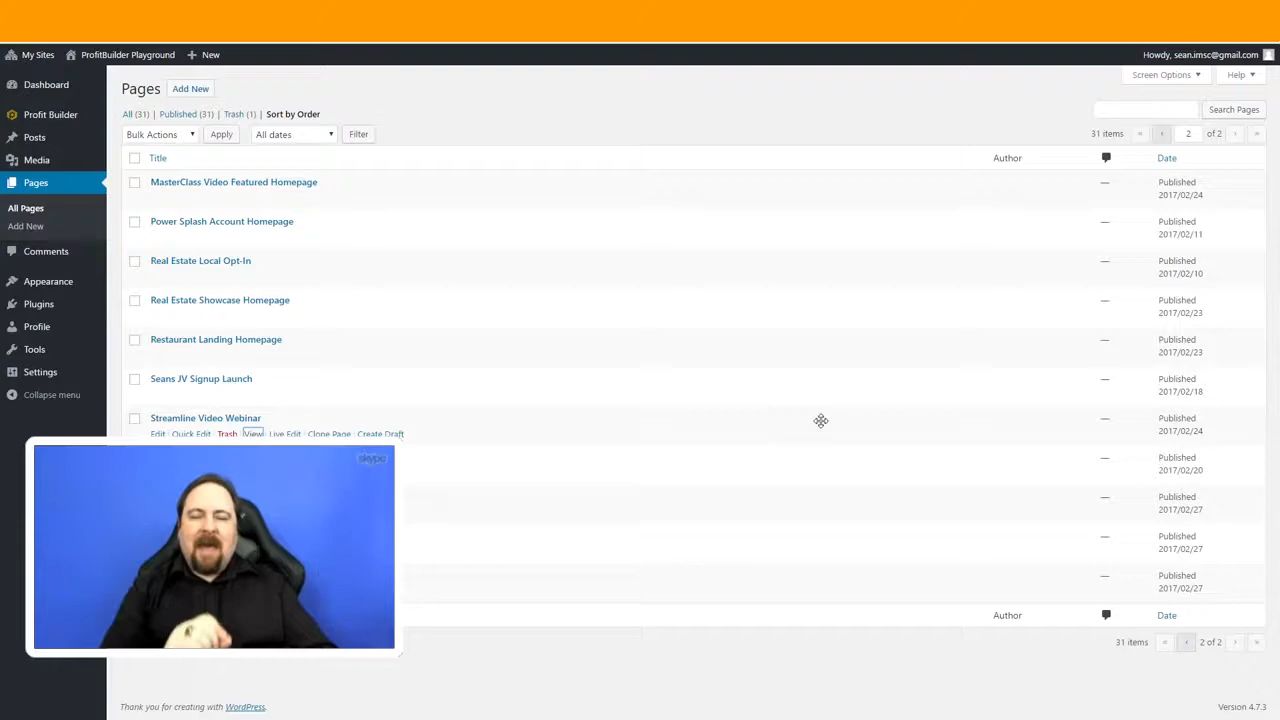 My Sites ProfitBuilder Playground + New Howdy, sean.imsc@gmail.com
Screen Options ▼ Help ▼
Dashboard
Profit Builder
Posts
Media
Pages
All Pages
Add New
Comments
Appearance
Plugins
Profile
Tools
Settings
Collapse menu
Pages Add New
All (31) | Published (31) | Trash (1) | Sort by Order
Search Pages
Bulk Actions ▼ Apply All dates ▼ Filter 31 items « ‹ 2 of 2 › »
Title Author Date
MasterClass Video Featured Homepage — Published
2017/02/24
Power Splash Account Homepage — Published
2017/02/11
Real Estate Local Opt-In — Published
2017/02/10
Real Estate Showcase Homepage — Published
2017/02/23
Restaurant Landing Homepage — Published
2017/02/23
Seans JV Signup Launch — Published
2017/02/18
Streamline Video Webinar — Published
Edit Quick Edit Trash View Live Edit Clone Page Create Draft 2017/02/24
— Published
2017/02/20
— Published
2017/02/27
— Published
2017/02/27
— Published
2017/02/27
skype
Author Date
31 items « ‹ 2 of 2 › »
Thank you for creating with WordPress. Version 4.7.3